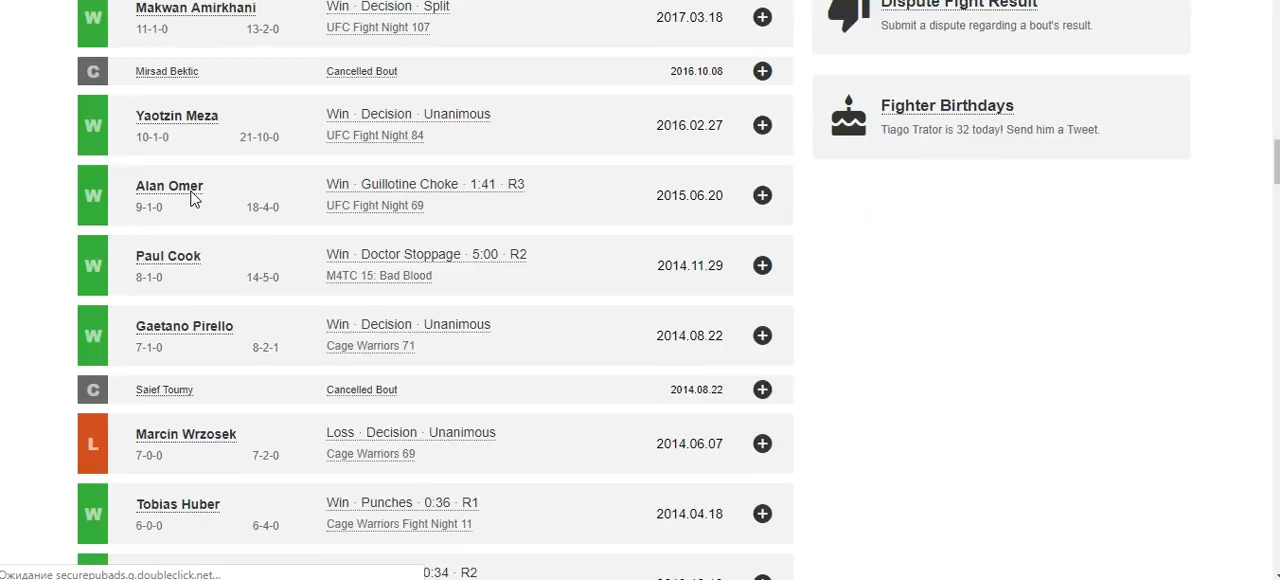 Makwan Amirkhani
Win · Decision · Split
W
2017.03.18
11-1-0
13-2-0
UFC Fight Night 107
Dispute Fight Result
Submit a dispute regarding a bout's result.
C
Mirsad Bektic
Cancelled Bout
2016.10.08
Fighter Birthdays
Tiago Trator is 32 today! Send him a Tweet.
W
Yaotzin Meza
Win · Decision · Unanimous
2016.02.27
10-1-0
21-10-0
UFC Fight Night 84
W
Alan Omer
Win · Guillotine Choke · 1:41 · R3
2015.06.20
9-1-0
18-4-0
UFC Fight Night 69
W
Paul Cook
Win · Doctor Stoppage · 5:00 · R2
2014.11.29
8-1-0
14-5-0
M4TC 15: Bad Blood
W
Gaetano Pirello
Win · Decision · Unanimous
2014.08.22
7-1-0
8-2-1
Cage Warriors 71
C
Saief Toumy
Cancelled Bout
2014.08.22
L
Marcin Wrzosek
Loss · Decision · Unanimous
2014.06.07
7-0-0
7-2-0
Cage Warriors 69
W
Tobias Huber
Win · Punches · 0:36 · R1
2014.04.18
6-0-0
6-4-0
Cage Warriors Fight Night 11
0:34 · R2
Ожидание securepubads.g.doubleclick.net...